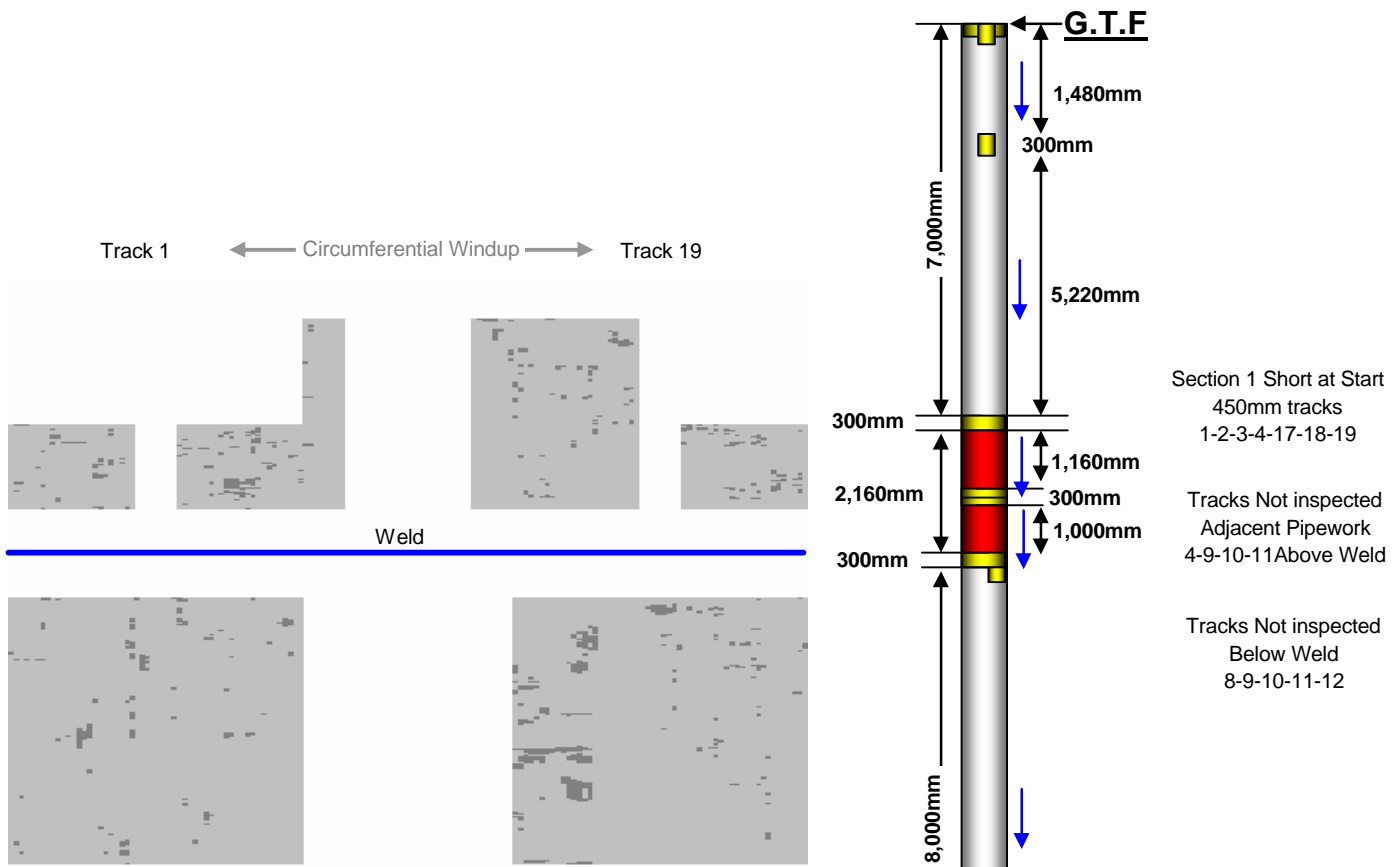 G.T.F
1,480mm
300mm
7,000mm
5,220mm
Track 1
Circumferential Windup
Track 19
Section 1 Short at Start
450mm tracks
1-2-3-4-17-18-19
300mm
1,160mm
2,160mm
300mm
1,000mm
Tracks Not inspected
Adjacent Pipework
4-9-10-11Above Weld
Weld
300mm
Tracks Not inspected
Below Weld
8-9-10-11-12
8,000mm